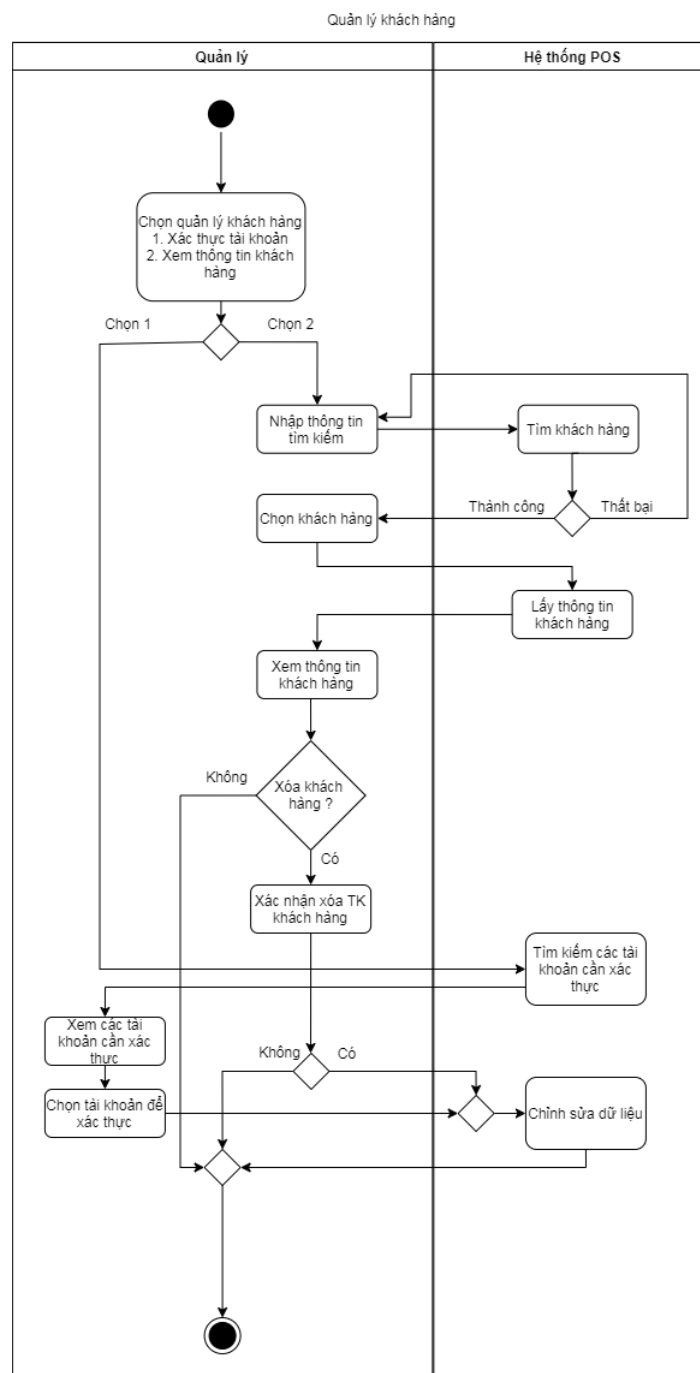 Quản lý khách hàng
Quản lý
Hệ thống POS
Chọn quản lý khách hàng
1. Xác thực tài khoản
2. Xem thông tin khách
hàng
Chọn 1
Chọn 2
Nhập thông tin
tìm kiếm
Tìm khách hàng
Chọn khách hàng
Thành công
Thất bại
Lấy thông tin
khách hàng
Xem thông tin
khách hàng
Không
Xóa khách
hàng ?
Có
Xác nhận xóa TK
khách hàng
Tìm kiếm các tài
khoản cần xác
thực
Xem các tài
khoản cần xác
thực
Không
Có
Chọn tài khoản để
xác thực
Chỉnh sửa dữ liệu